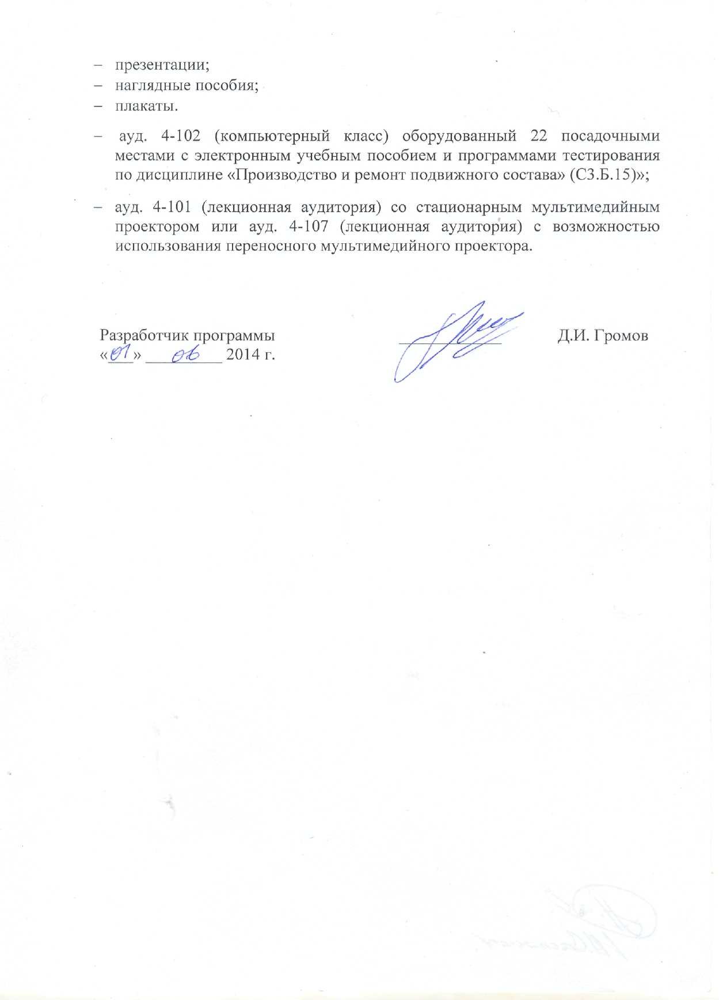 – презентации;
– наглядные пособия;
– плакаты.
– ауд. 4-102 (компьютерный класс) оборудованный 22 посадочными
местами с электронным учебным пособием и программами тестирования
по дисциплине «Производство и ремонт подвижного состава» (С3.Б.15)»;
– ауд. 4-101 (лекционная аудитория) со стационарным мультимедийным
проектором или ауд. 4-107 (лекционная аудитория) с возможностью
использования переносного мультимедийного проектора.
Разработчик программы Д.И. Громов
«01» 06 2014 г.